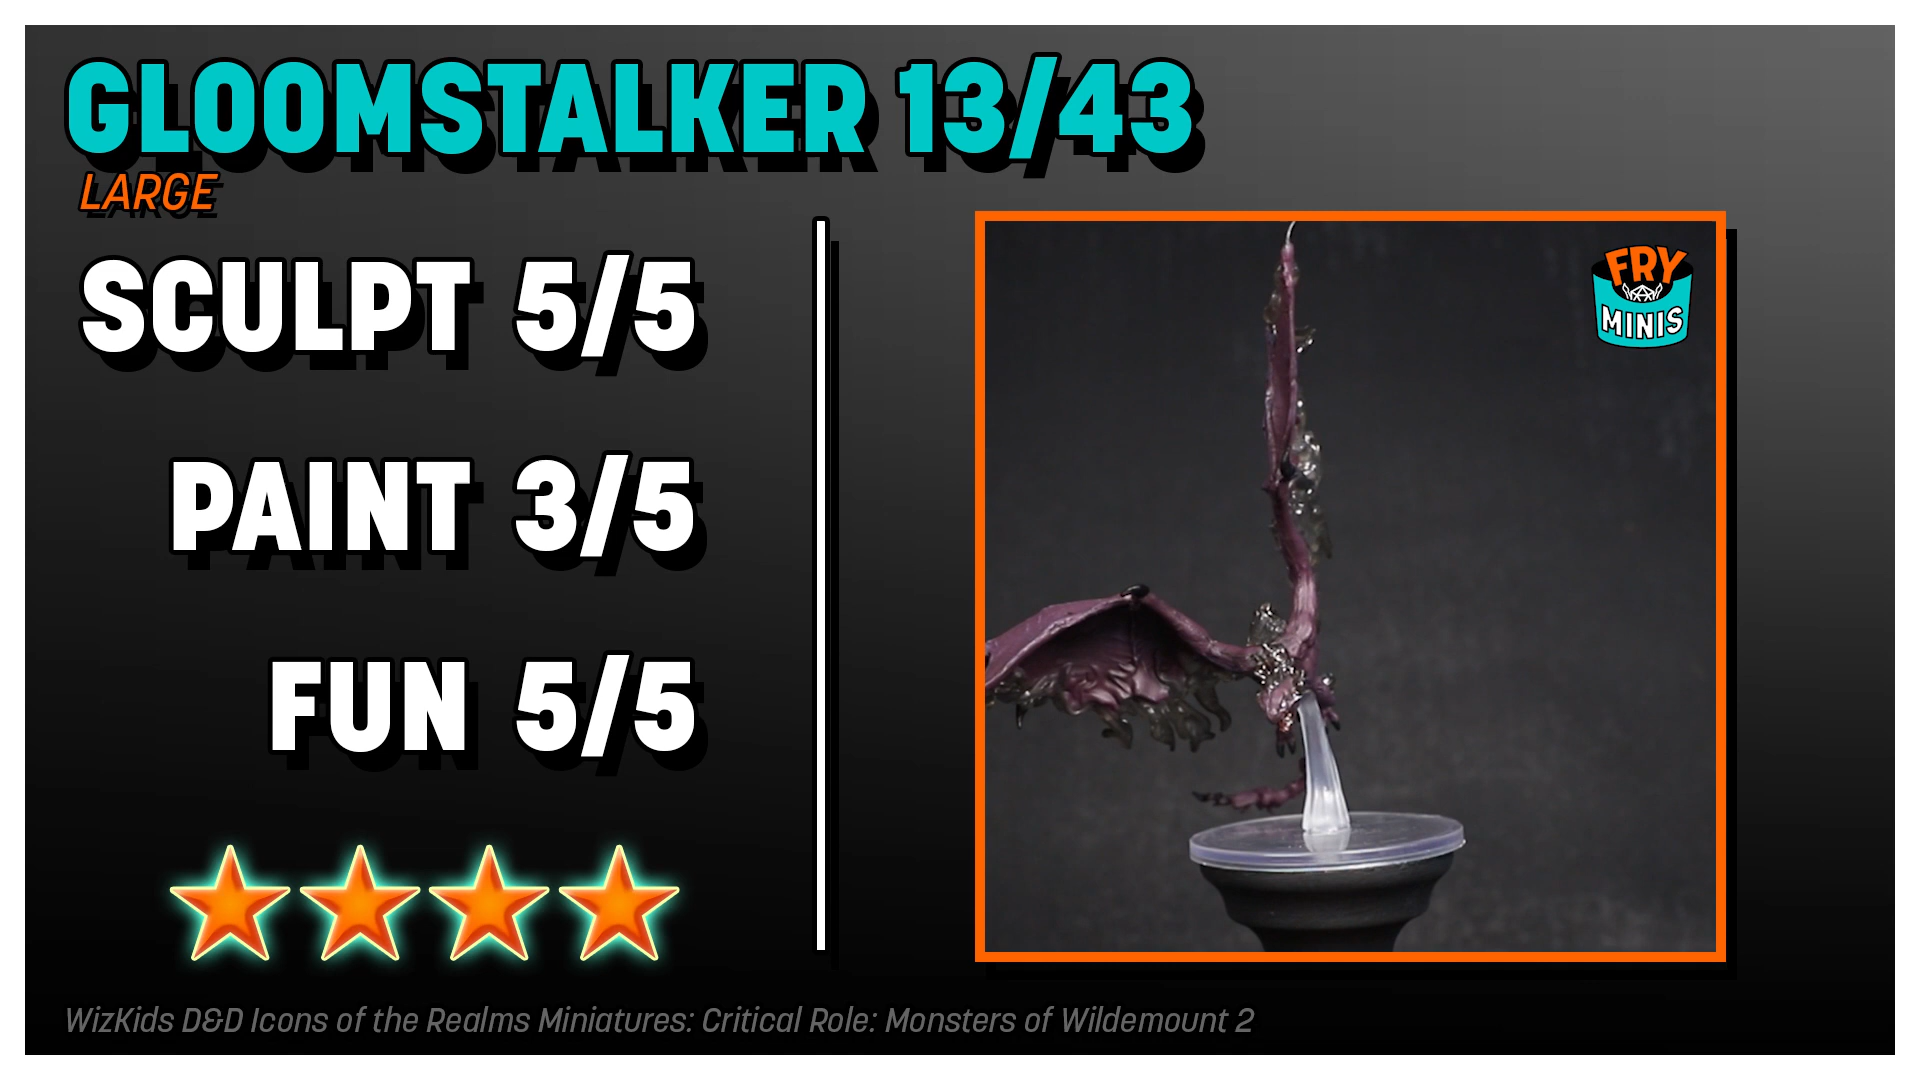 GLOOMSTALKER 13/43
LARGE
SCULPT 5/5
PAINT 3/5
FUN 5/5
FRY
MINIS
WizKids D&D Icons of the Realms Miniatures: Critical Role: Monsters of Wildemount 2